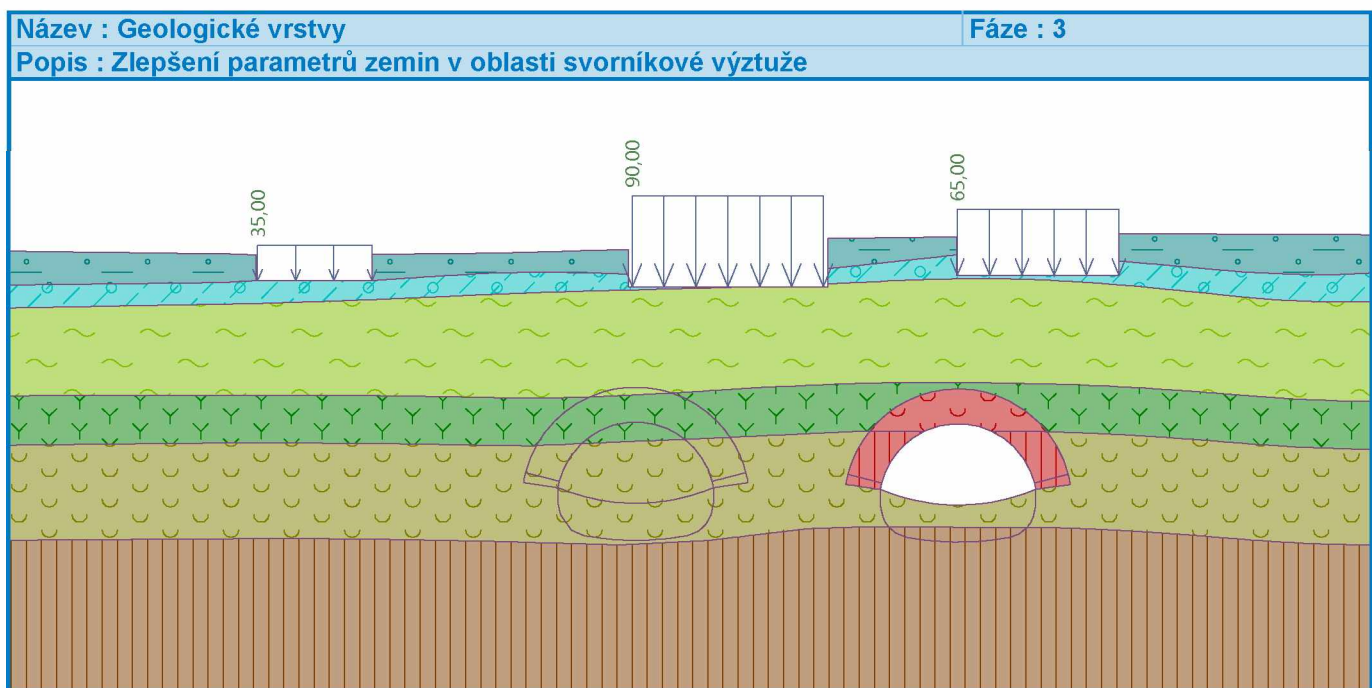 Název : Geologické vrstvy
Fáze : 3
Popis : Zlepšení parametrů zemin v oblasti svorníkové výztuže
35,00
90,00
65,00